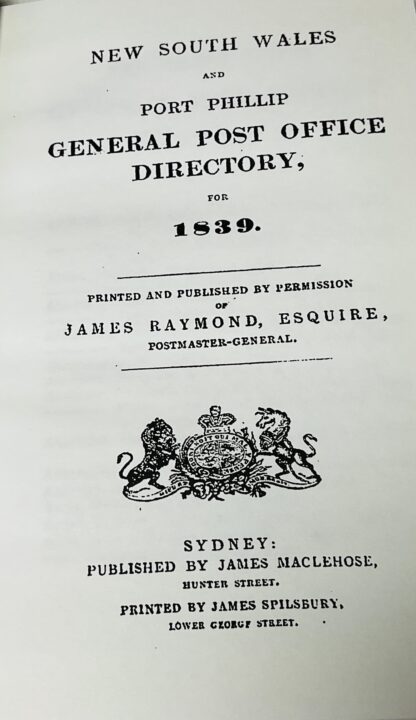 NEW SOUTH WALES
AND
PORT PHILLIP
GENERAL POST OFFICE
DIRECTORY,
FOR
1839.
PRINTED AND PUBLISHED BY PERMISSION
OF
JAMES RAYMOND, ESQUIRE,
POSTMASTER-GENERAL.
SYDNEY:
PUBLISHED BY JAMES MACLEHOSE,
HUNTER STREET.
PRINTED BY JAMES SPILSBURY,
LOWER GEORGE STREET.